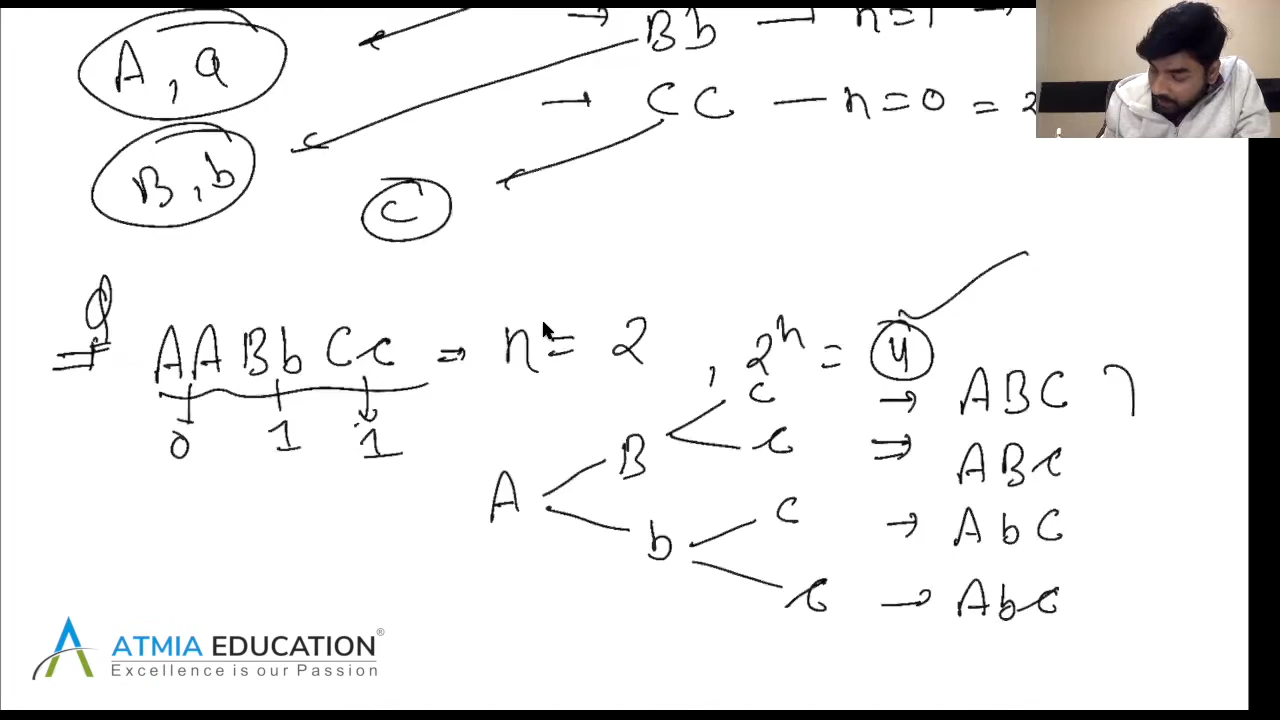 A, a
→ Bb — n=1 →
→ CC — n=0 = 2
B, b
C
Q
⇒ AABbCc ⇒ n = 2 , 2^n = 4
0 1 1
A B C → ABC
c ⇒ ABc
b C → AbC
c → Abc
ATMIA EDUCATION®
Excellence is our Passion